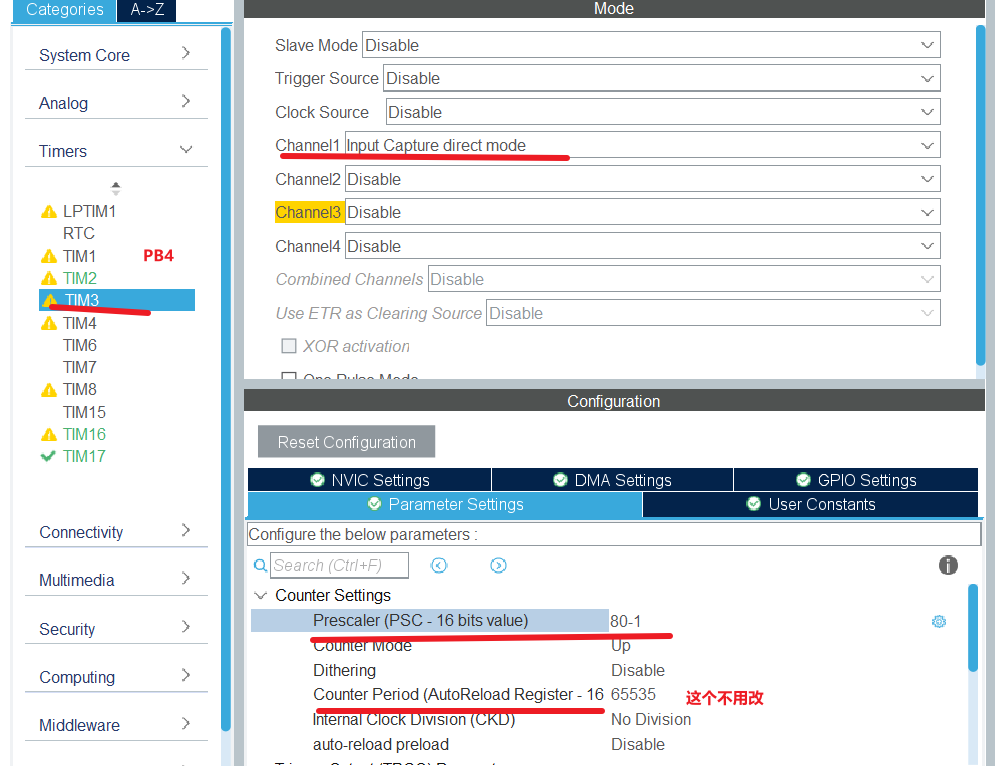 Categories
A->Z
System Core
Analog
Timers
LPTIM1
RTC
TIM1
PB4
TIM2
TIM3
TIM4
TIM6
TIM7
TIM8
TIM15
TIM16
TIM17
Connectivity
Multimedia
Security
Computing
Middleware
Mode
Slave Mode Disable
Trigger Source Disable
Clock Source Disable
Channel1 Input Capture direct mode
Channel2 Disable
Channel3 Disable
Channel4 Disable
Combined Channels Disable
Use ETR as Clearing Source Disable
XOR activation
One Pulse Mode
Configuration
Reset Configuration
NVIC Settings
DMA Settings
GPIO Settings
Parameter Settings
User Constants
Configure the below parameters :
Search (Ctrl+F)
Counter Settings
Prescaler (PSC - 16 bits value) 80-1
Counter Mode Up
Dithering Disable
Counter Period (AutoReload Register - 16 65535 这个不用改
Internal Clock Division (CKD) No Division
auto-reload preload Disable